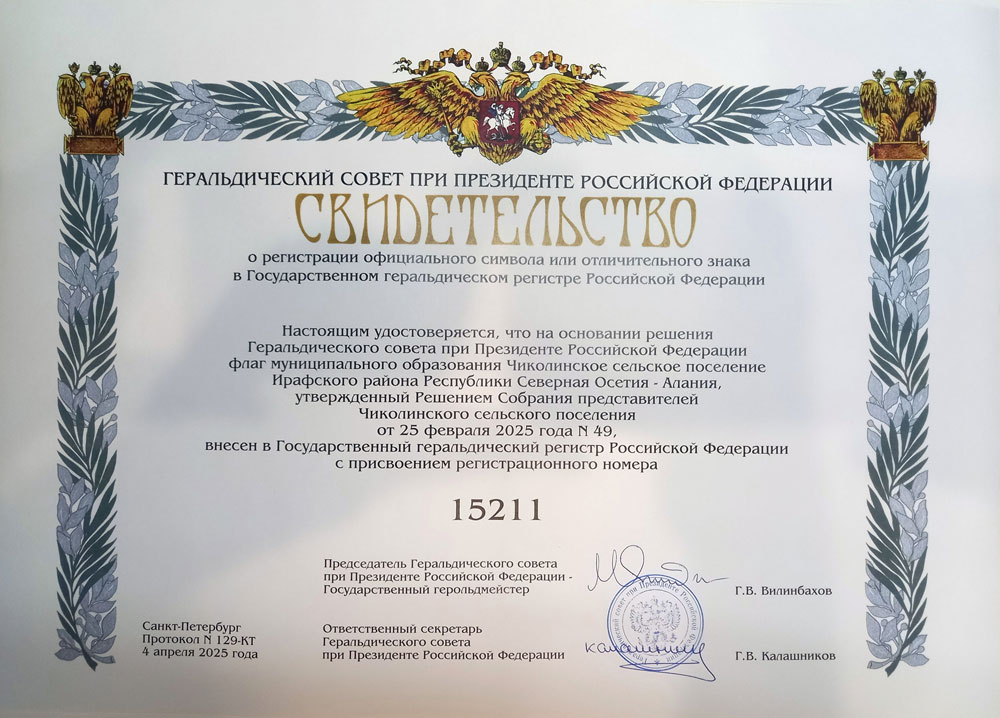 ГЕРАЛЬДИЧЕСКИЙ СОВЕТ ПРИ ПРЕЗИДЕНТЕ РОССИЙСКОЙ ФЕДЕРАЦИИ
СВИДЕТЕЛЬСТВО
о регистрации официального символа или отличительного знака
в Государственном геральдическом регистре Российской Федерации
Настоящим удостоверяется, что на основании решения
Геральдического совета при Президенте Российской Федерации
флаг муниципального образования Чиколинское сельское поселение
Ирафского района Республики Северная Осетия - Алания,
утвержденный Решением Собрания представителей
Чиколинского сельского поселения
от 25 февраля 2025 года N 49,
внесен в Государственный геральдический регистр Российской Федерации
с присвоением регистрационного номера
15211
Председатель Геральдического совета
при Президенте Российской Федерации -
Государственный герольдмейстер
Г.В. Вилинбахов
Санкт-Петербург
Протокол N 129-КТ
4 апреля 2025 года
Ответственный секретарь
Геральдического совета
при Президенте Российской Федерации
Г.В. Калашников